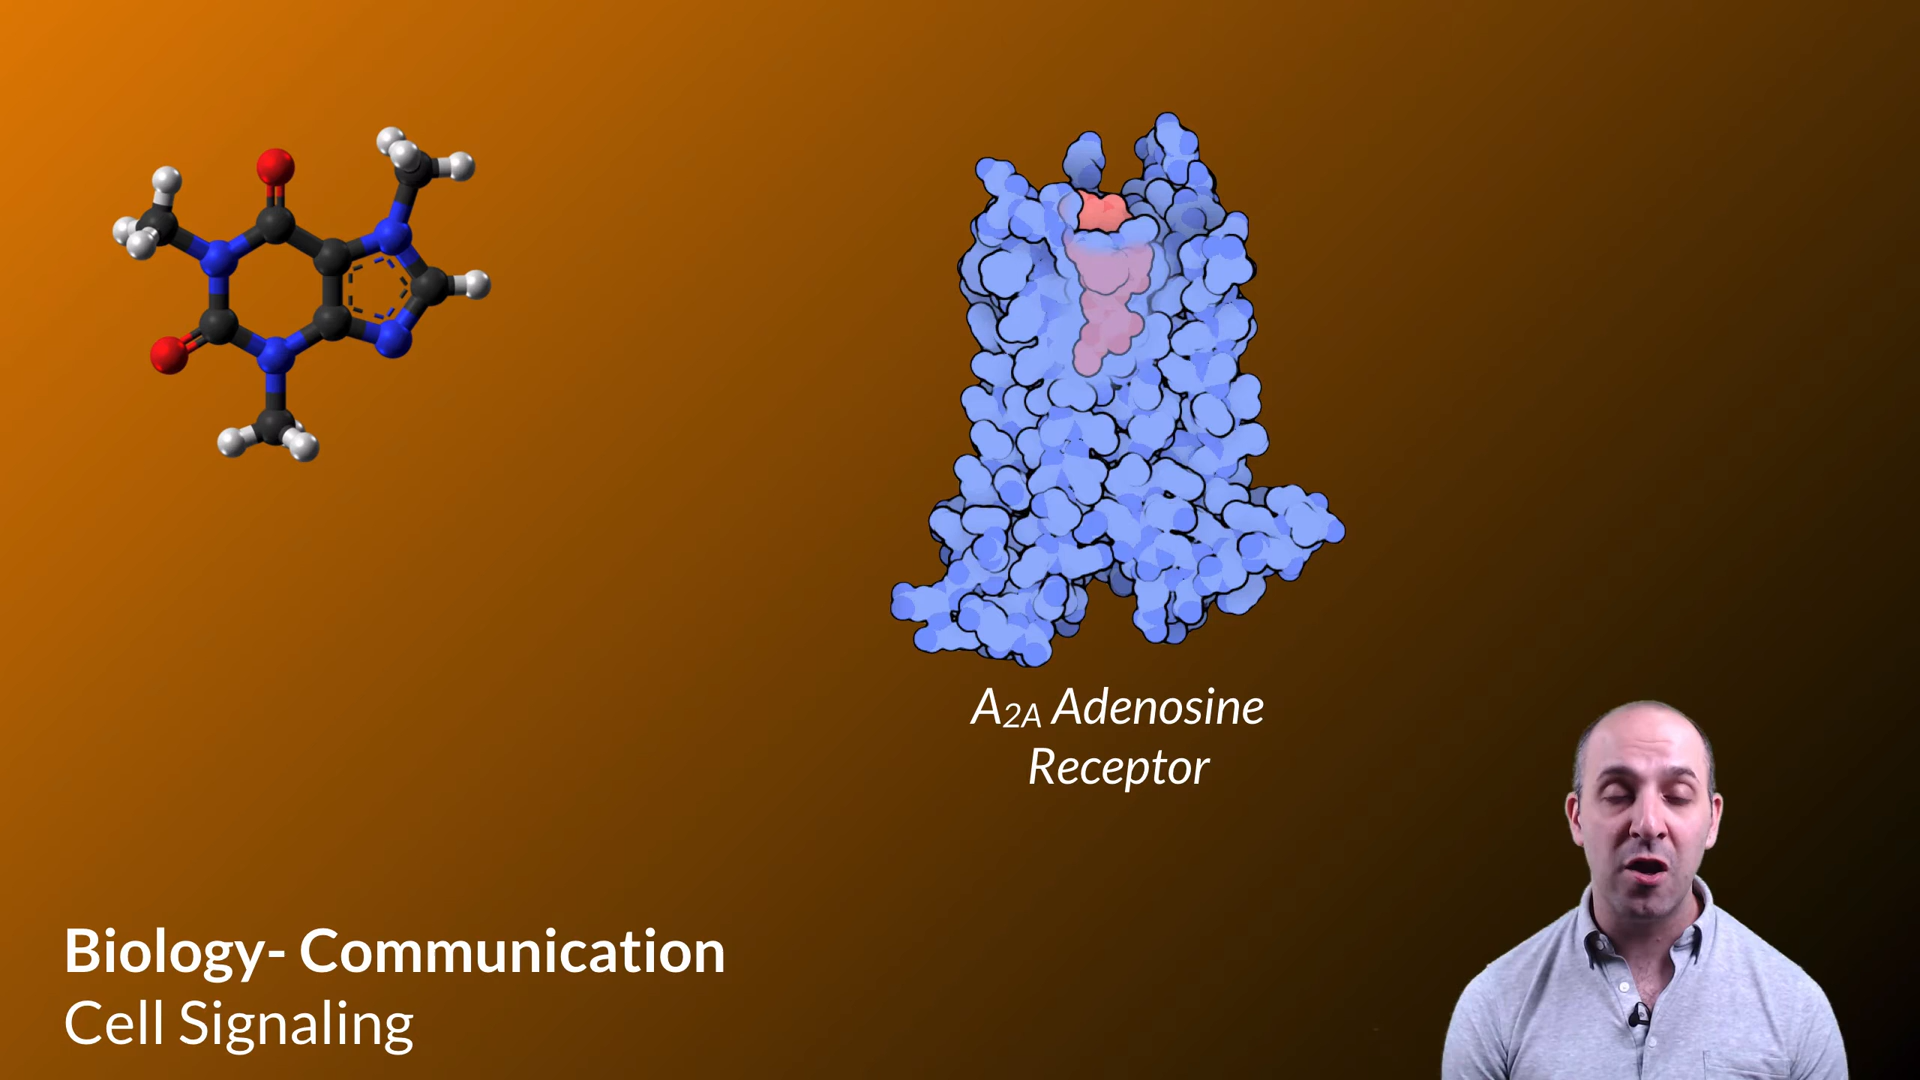 A2A Adenosine
Receptor
Biology- Communication
Cell Signaling